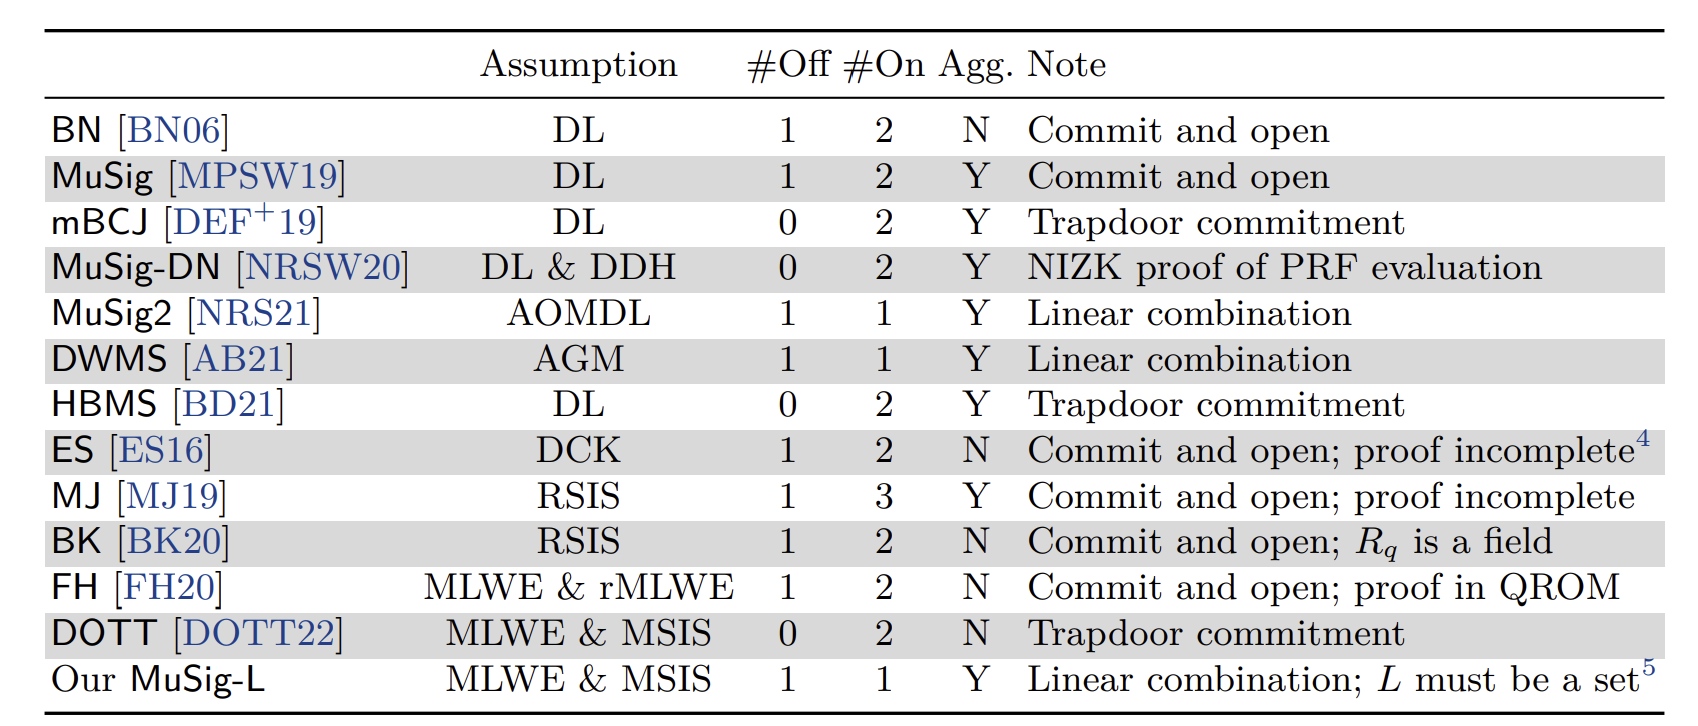 Assumption #Off #On Agg. Note
BN [BN06] DL 1 2 N Commit and open
MuSig [MPSW19] DL 1 2 Y Commit and open
mBCJ [DEF+19] DL 0 2 Y Trapdoor commitment
MuSig-DN [NRSW20] DL & DDH 0 2 Y NIZK proof of PRF evaluation
MuSig2 [NRS21] AOMDL 1 1 Y Linear combination
DWMS [AB21] AGM 1 1 Y Linear combination
HBMS [BD21] DL 0 2 Y Trapdoor commitment
ES [ES16] DCK 1 2 N Commit and open; proof incomplete4
MJ [MJ19] RSIS 1 3 Y Commit and open; proof incomplete
BK [BK20] RSIS 1 2 N Commit and open; Rq is a field
FH [FH20] MLWE & rMLWE 1 2 N Commit and open; proof in QROM
DOTT [DOTT22] MLWE & MSIS 0 2 N Trapdoor commitment
Our MuSig-L MLWE & MSIS 1 1 Y Linear combination; L must be a set5